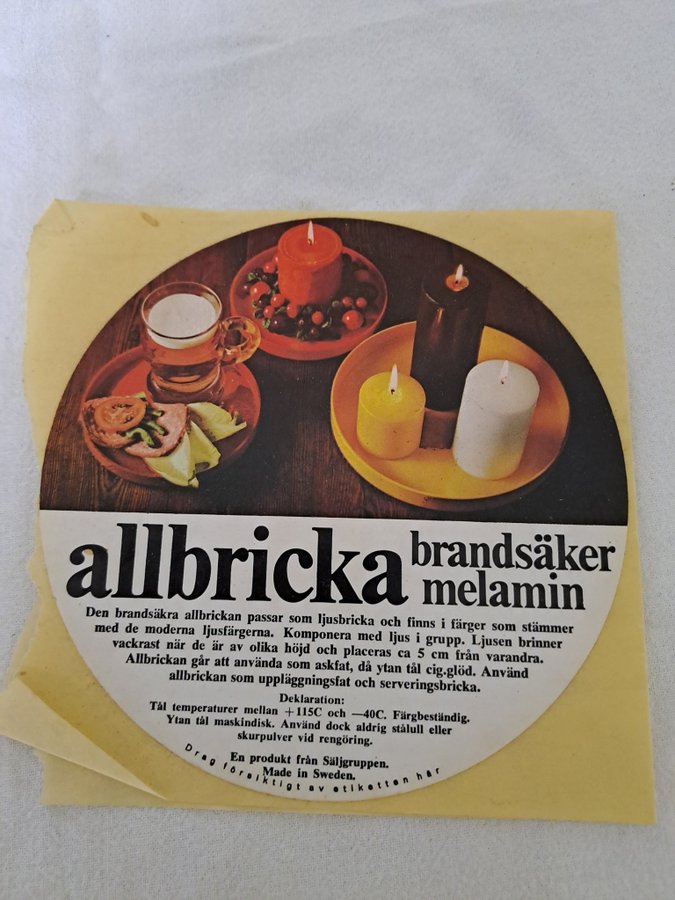 allbricka brandsäker
melamin
Den brandsäkra allbrickan passar som ljusbricka och finns i färger som stämmer
med de moderna ljusfärgerna. Komponera med ljus i grupp. Ljusen brinner
vackrast när de är av olika höjd och placeras ca 5 cm från varandra.
Allbrickan går att använda som askfat, då ytan tål cig.glöd. Använd
allbrickan som uppläggningsfat och serveringsbricka.
Deklaration:
Tål temperaturer mellan +115C och —40C. Färgbeständig.
Ytan tål maskindisk. Använd dock aldrig stålull eller
skurpulver vid rengöring.
En produkt från Säljgruppen.
Made in Sweden.
Drag försiktigt av etiketten här